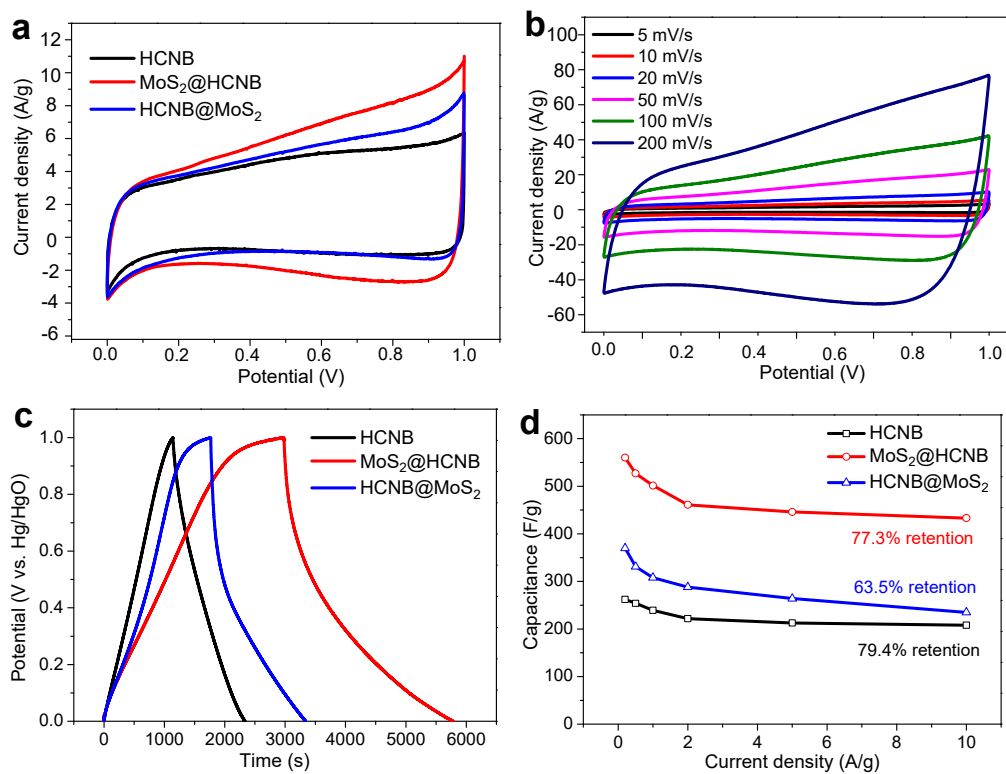 a
HCNB
MoS₂@HCNB
HCNB@MoS₂
12
10
8
6
4
2
0
-2
-4
-6
Current density (A/g)
0.0 0.2 0.4 0.6 0.8 1.0
Potential (V)
b
5 mV/s
10 mV/s
20 mV/s
50 mV/s
100 mV/s
200 mV/s
100
80
60
40
20
0
-20
-40
-60
Current density (A/g)
0.0 0.2 0.4 0.6 0.8 1.0
Potential (V)
c
HCNB
MoS₂@HCNB
HCNB@MoS₂
1.0
0.8
0.6
0.4
0.2
0.0
Potential (V vs. Hg/HgO)
0 1000 2000 3000 4000 5000 6000
Time (s)
d
HCNB
MoS₂@HCNB
HCNB@MoS₂
600
500
400
300
200
100
0
Capacitance (F/g)
77.3% retention
63.5% retention
79.4% retention
0 2 4 6 8 10
Current density (A/g)